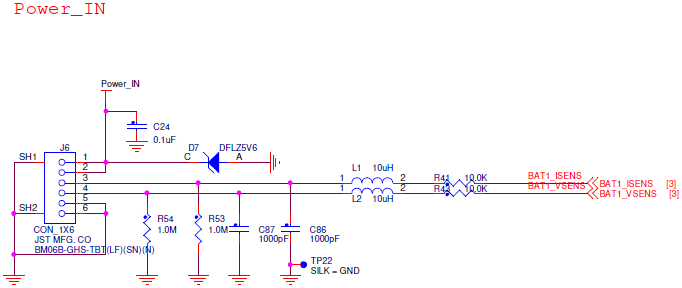 Power_IN
Power_IN
C24
0.1uF
J6
D7 DFLZ5V6
SH1 1 C A
2
L1 10uH
3 1 2 R41 10.0K BAT1_ISENS BAT1_ISENS [3]
4 1 2 10.0K BAT1_VSENS BAT1_VSENS [3]
5 L2 10uH
SH2 6
R54 R53
1.0M 1.0M
C87 C86
1000pF 1000pF
CON_1X6
JST MFG. CO
BM06B-GHS-TBT(LF)(SN)(N)
TP22
SILK = GND